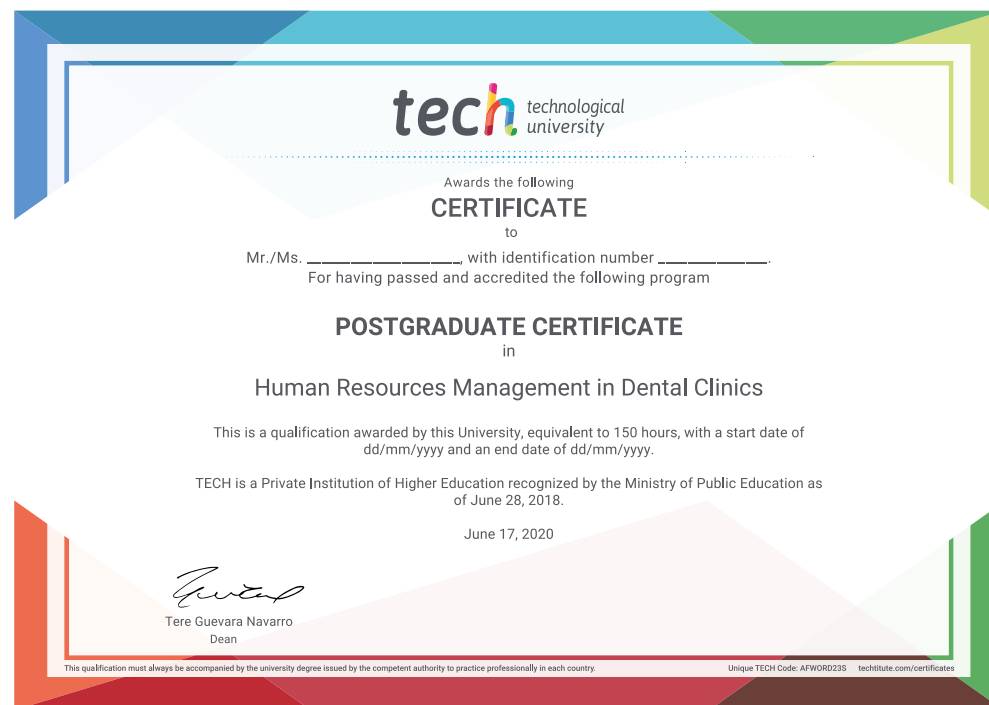 tech technological
university
Awards the following
CERTIFICATE
to
Mr./Ms. ____________________, with identification number ______________.
For having passed and accredited the following program
POSTGRADUATE CERTIFICATE
in
Human Resources Management in Dental Clinics
This is a qualification awarded by this University, equivalent to 150 hours, with a start date of
dd/mm/yyyy and an end date of dd/mm/yyyy.
TECH is a Private Institution of Higher Education recognized by the Ministry of Public Education as
of June 28, 2018.
June 17, 2020
Tere Guevara Navarro
Dean
This qualification must always be accompanied by the university degree issued by the competent authority to practice professionally in each country.
Unique TECH Code: AFWORD23S techtitute.com/certificates